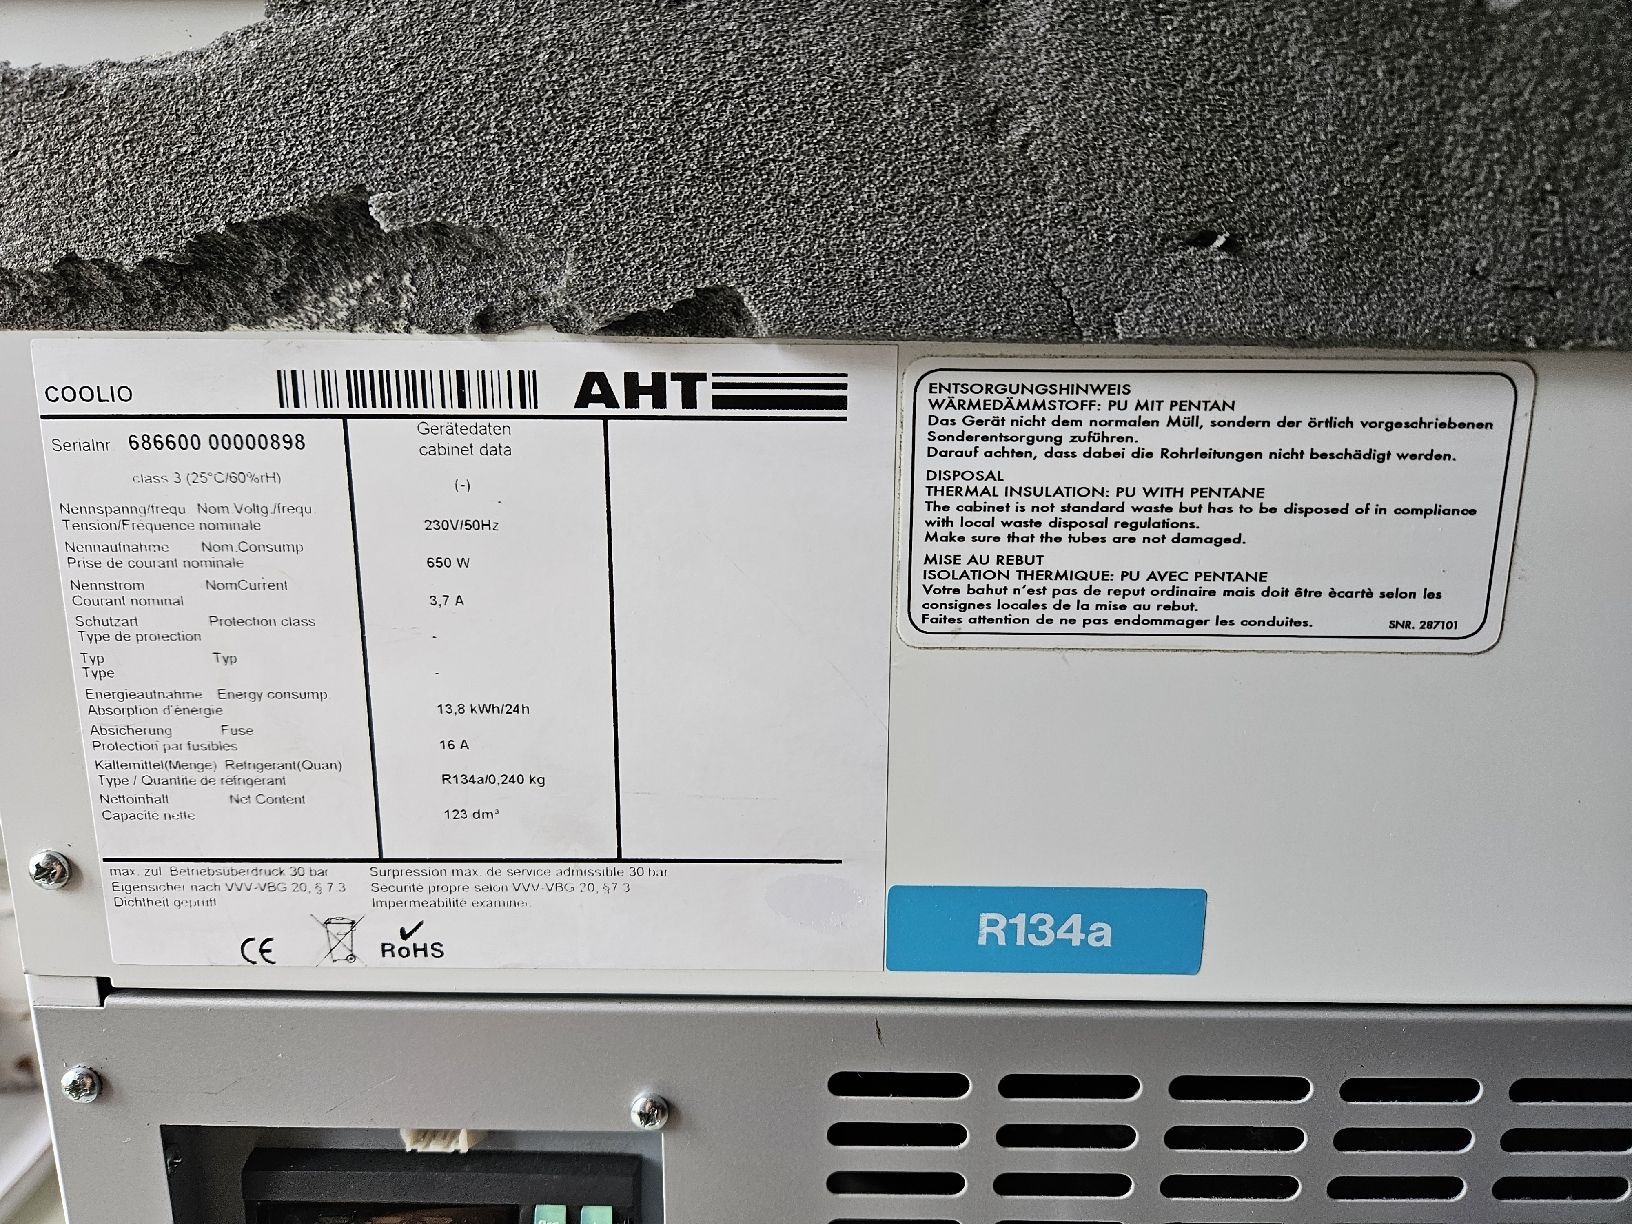 COOLIO
AHT
Serialnr. 686600 00000898
Gerätedaten
cabinet data
class 3 (25°C/60%rH)
(-)
Nennspanng/frequ Nom.Voltg./frequ.
Tension/Fréquence nominale
230V/50Hz
Nennaufnahme Nom.Consump
Prise de courant nominale
650 W
Nennstrom NomCurrent
Courant nominal
3,7 A
Schutzart Protection class
Type de protection
-
Typ Typ
Type
-
Energieaufnahme Energy consump.
Absorption d'énergie
13,8 kWh/24h
Absicherung Fuse
Protection par fusibles
16 A
Kältemittel(Menge) Refrigerant(Quan)
Type / Quantité de réfrigerant
R134a/0,240 kg
Nettoinhalt Net Content
Capacité nette
123 dm³
max. zul. Betriebsüberdruck 30 bar Surpression max. de service admissible 30 bar
Eigensicher nach VVV-VBG 20, § 7.3 Securité propre selon VVV-VBG 20, §7 3
Dichtheit geprüft Impermeabilité examinei.
CE
RoHS
ENTSORGUNGSHINWEIS
WÄRMEDÄMMSTOFF: PU MIT PENTAN
Das Gerät nicht dem normalen Müll, sondern der örtlich vorgeschriebenen
Sonderentsorgung zuführen.
Darauf achten, dass dabei die Rohrleitungen nicht beschädigt werden.
DISPOSAL
THERMAL INSULATION: PU WITH PENTANE
The cabinet is not standard waste but has to be disposed of in compliance
with local waste disposal regulations.
Make sure that the tubes are not damaged.
MISE AU REBUT
ISOLATION THERMIQUE: PU AVEC PENTANE
Votre bahut n'est pas de reput ordinaire mais doit être ècartè selon les
consignes locales de la mise au rebut.
Faites attention de ne pas endommager les conduites. SNR. 287101
R134a